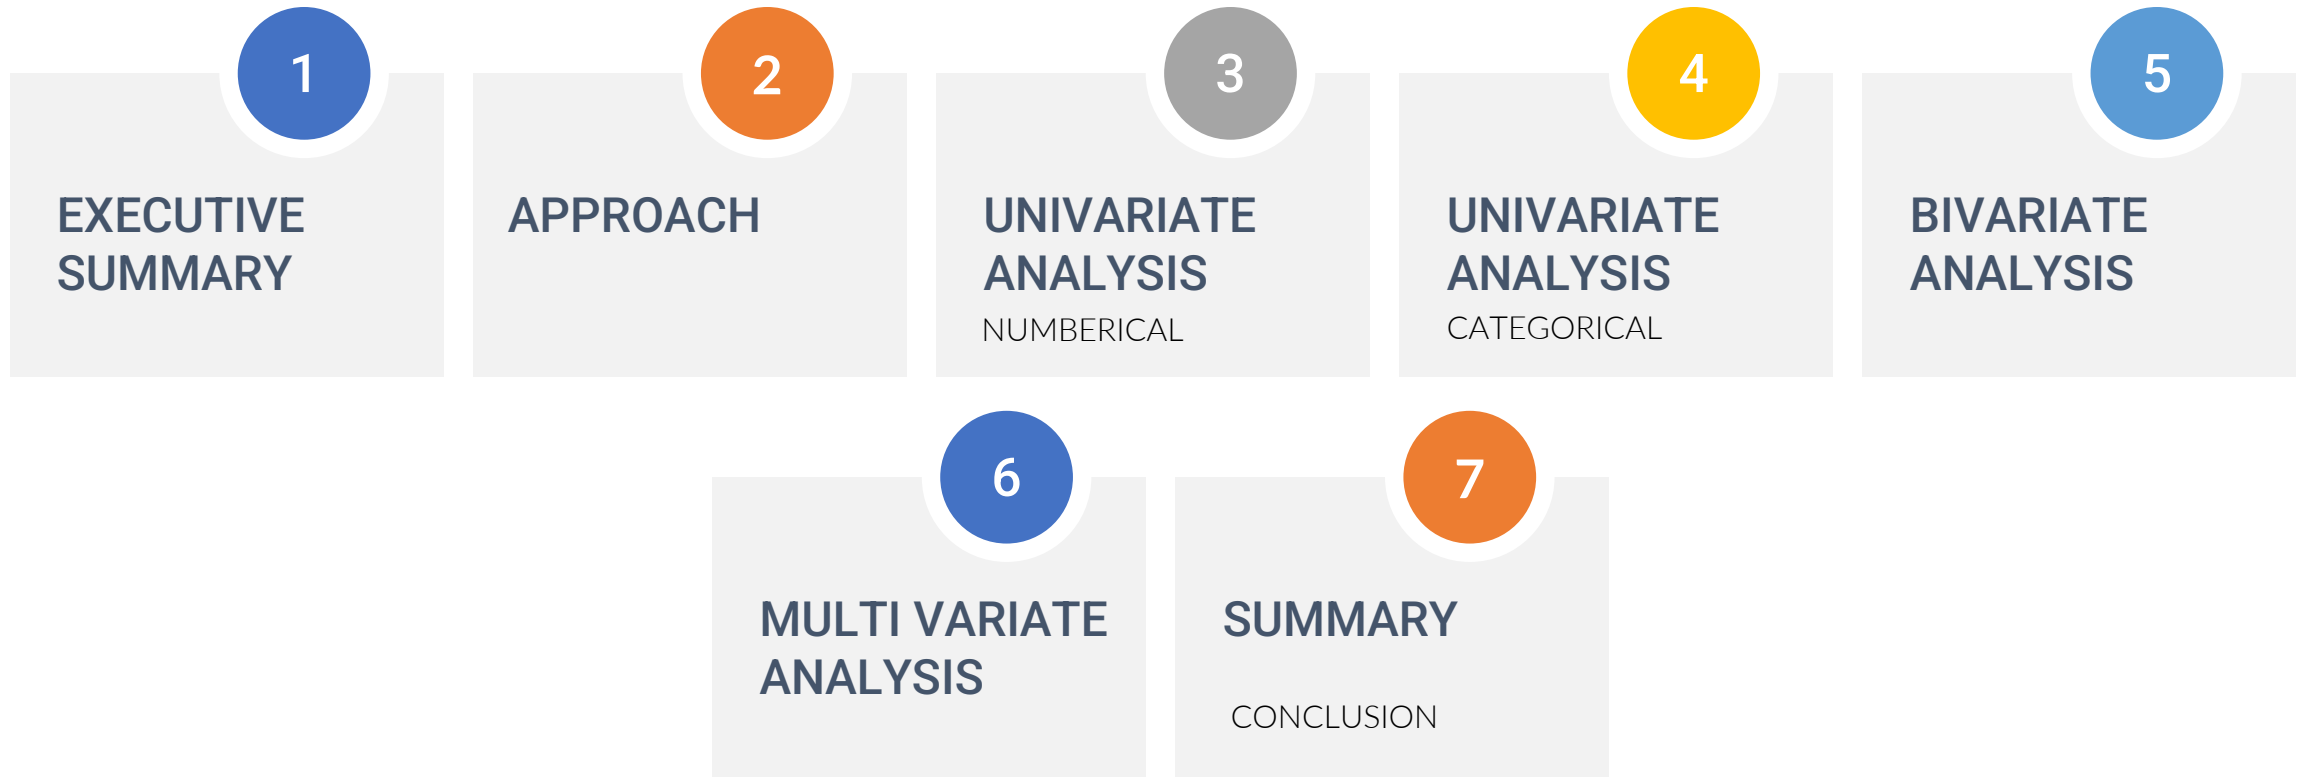 1
EXECUTIVE
SUMMARY
2
APPROACH
3
UNIVARIATE
ANALYSIS
NUMBERICAL
4
UNIVARIATE
ANALYSIS
CATEGORICAL
5
BIVARIATE
ANALYSIS
6
MULTI VARIATE
ANALYSIS
7
SUMMARY
CONCLUSION